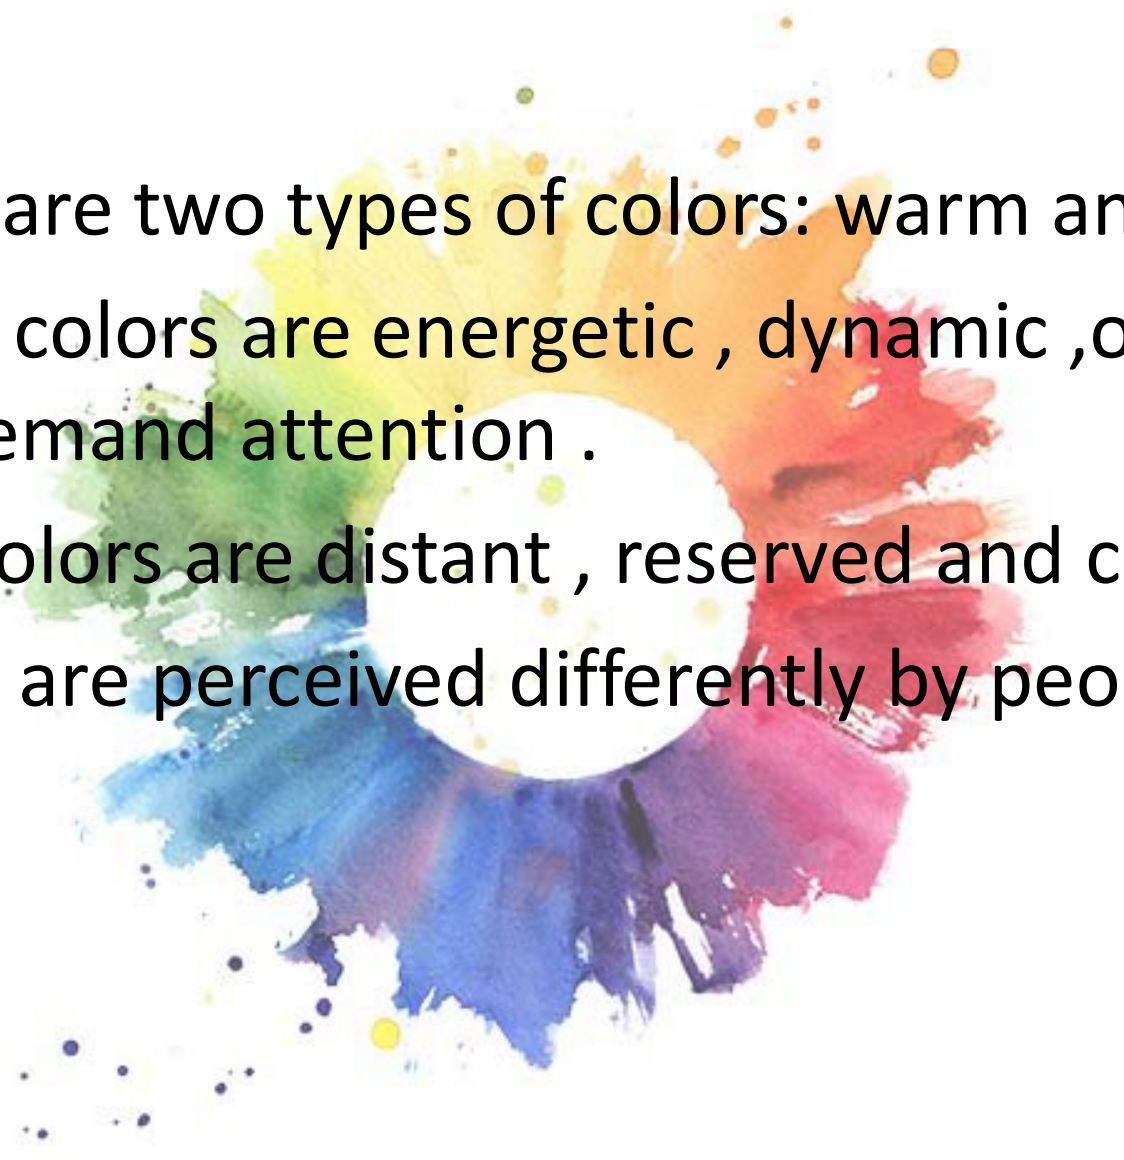 are two types of colors: warm an
colors are energetic , dynamic ,o
emand attention .
olors are distant , reserved and c
are perceived differently by peo